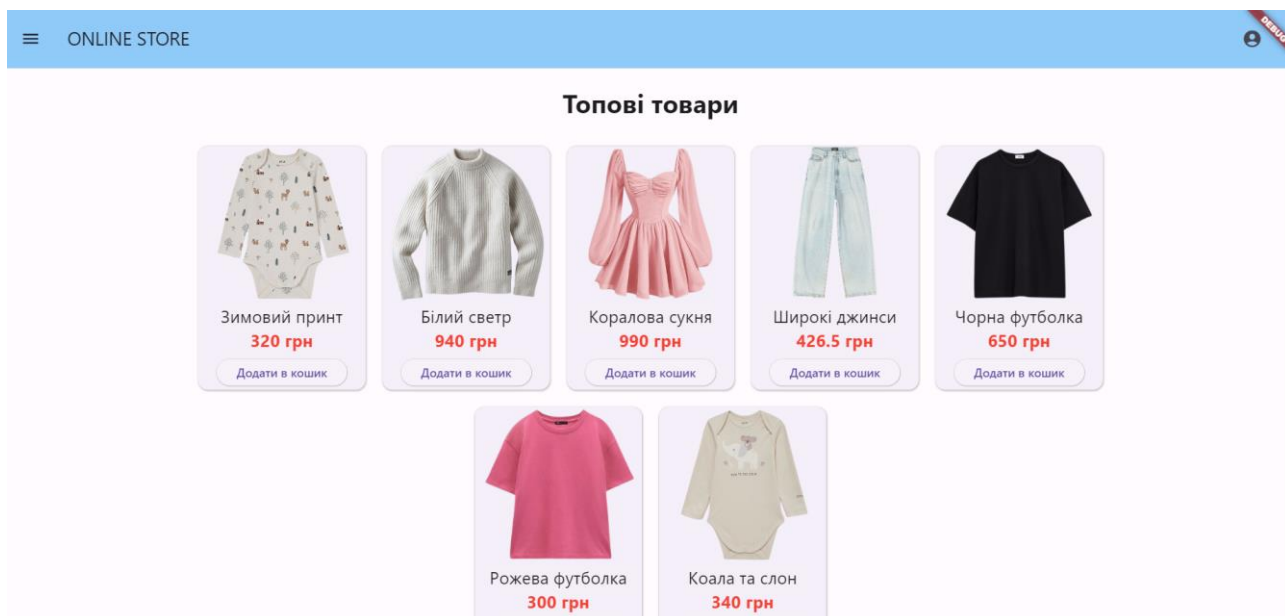 ONLINE STORE
DEBUG
Топові товари
Зимовий принт
320 грн
Додати в кошик
Білий светр
940 грн
Додати в кошик
Коралова сукня
990 грн
Додати в кошик
Широкі джинси
426.5 грн
Додати в кошик
Чорна футболка
650 грн
Додати в кошик
Рожева футболка
300 грн
Коала та слон
340 грн